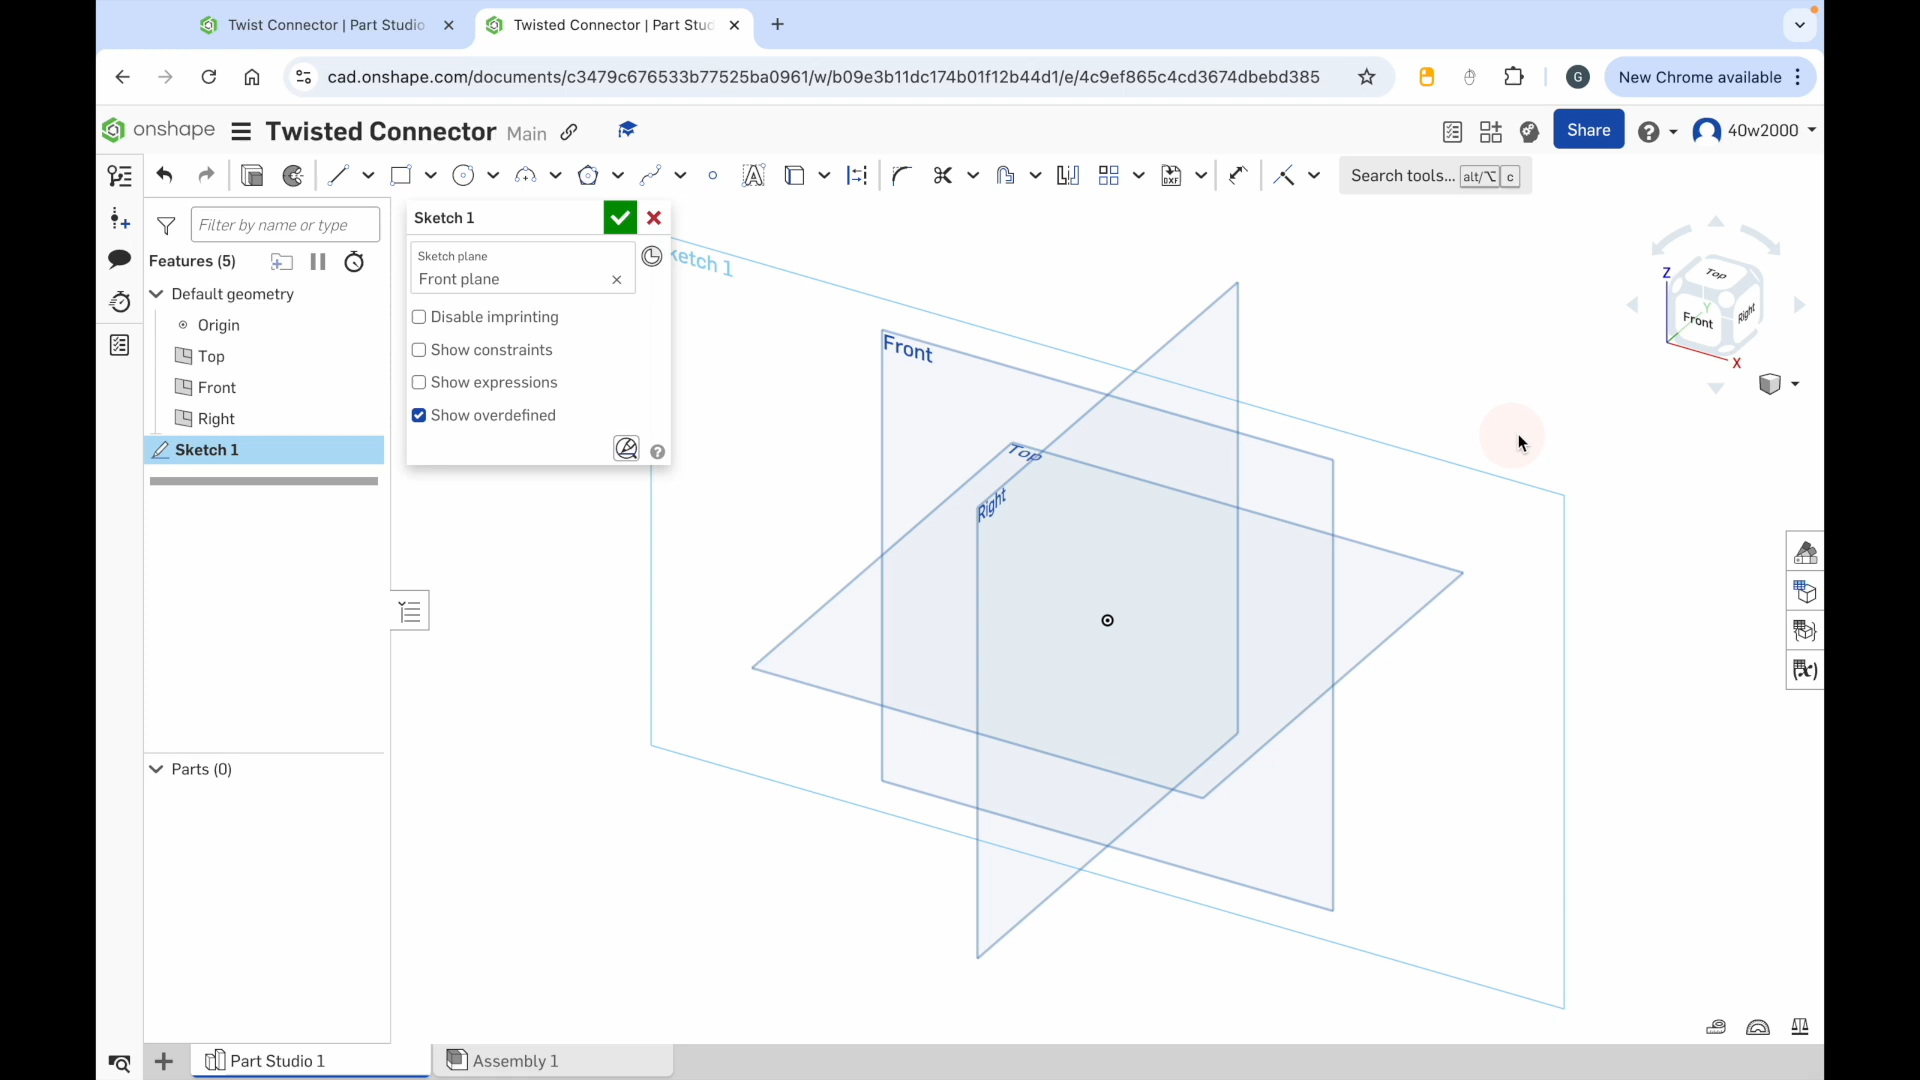 Twist Connector | Part Studio
Twisted Connector | Part Stud
cad.onshape.com/documents/c3479c676533b77525ba0961/w/b09e3b11dc174b01f12b44d1/e/4c9ef865c4cd3674dbebd385
G
New Chrome available
onshape
Twisted Connector Main
Share
40w2000
DXF
Search tools... alt/⌥ c
Filter by name or type
Features (5)
Default geometry
Origin
Top
Front
Right
Sketch 1
Parts (0)
Sketch 1
Sketch plane
Front plane
Disable imprinting
Show constraints
Show expressions
Show overdefined
ketch 1
Front
Top
Right
Z
Top
Y
Front
Right
X
Part Studio 1
Assembly 1